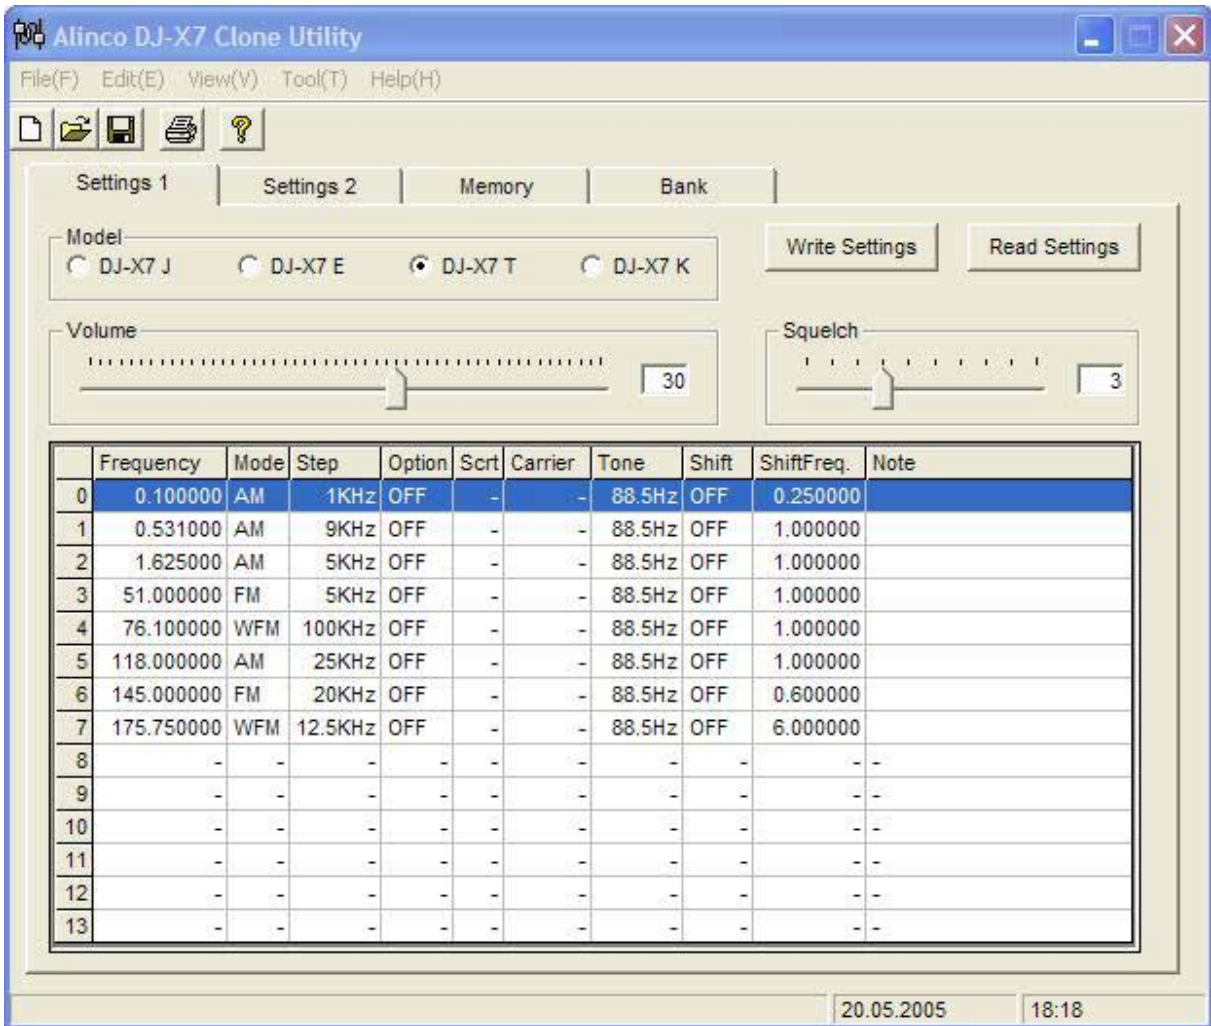 Alinco DJ-X7 Clone Utility
File(F) Edit(E) View(V) Tool(T) Help(H)
Settings 1 Settings 2 Memory Bank
Model
DJ-X7 J DJ-X7 E DJ-X7 T DJ-X7 K
Write Settings Read Settings
Volume
30
Squelch
3
Frequency Mode Step Option Scrt Carrier Tone Shift ShiftFreq. Note
0 0.100000 AM 1KHz OFF - - 88.5Hz OFF 0.250000
1 0.531000 AM 9KHz OFF - - 88.5Hz OFF 1.000000
2 1.625000 AM 5KHz OFF - - 88.5Hz OFF 1.000000
3 51.000000 FM 5KHz OFF - - 88.5Hz OFF 1.000000
4 76.100000 WFM 100KHz OFF - - 88.5Hz OFF 1.000000
5 118.000000 AM 25KHz OFF - - 88.5Hz OFF 1.000000
6 145.000000 FM 20KHz OFF - - 88.5Hz OFF 0.600000
7 175.750000 WFM 12.5KHz OFF - - 88.5Hz OFF 6.000000
8 - - - - - - - - - -
9 - - - - - - - - - -
10 - - - - - - - - - -
11 - - - - - - - - - -
12 - - - - - - - - - -
13 - - - - - - - - - -
20.05.2005 18:18